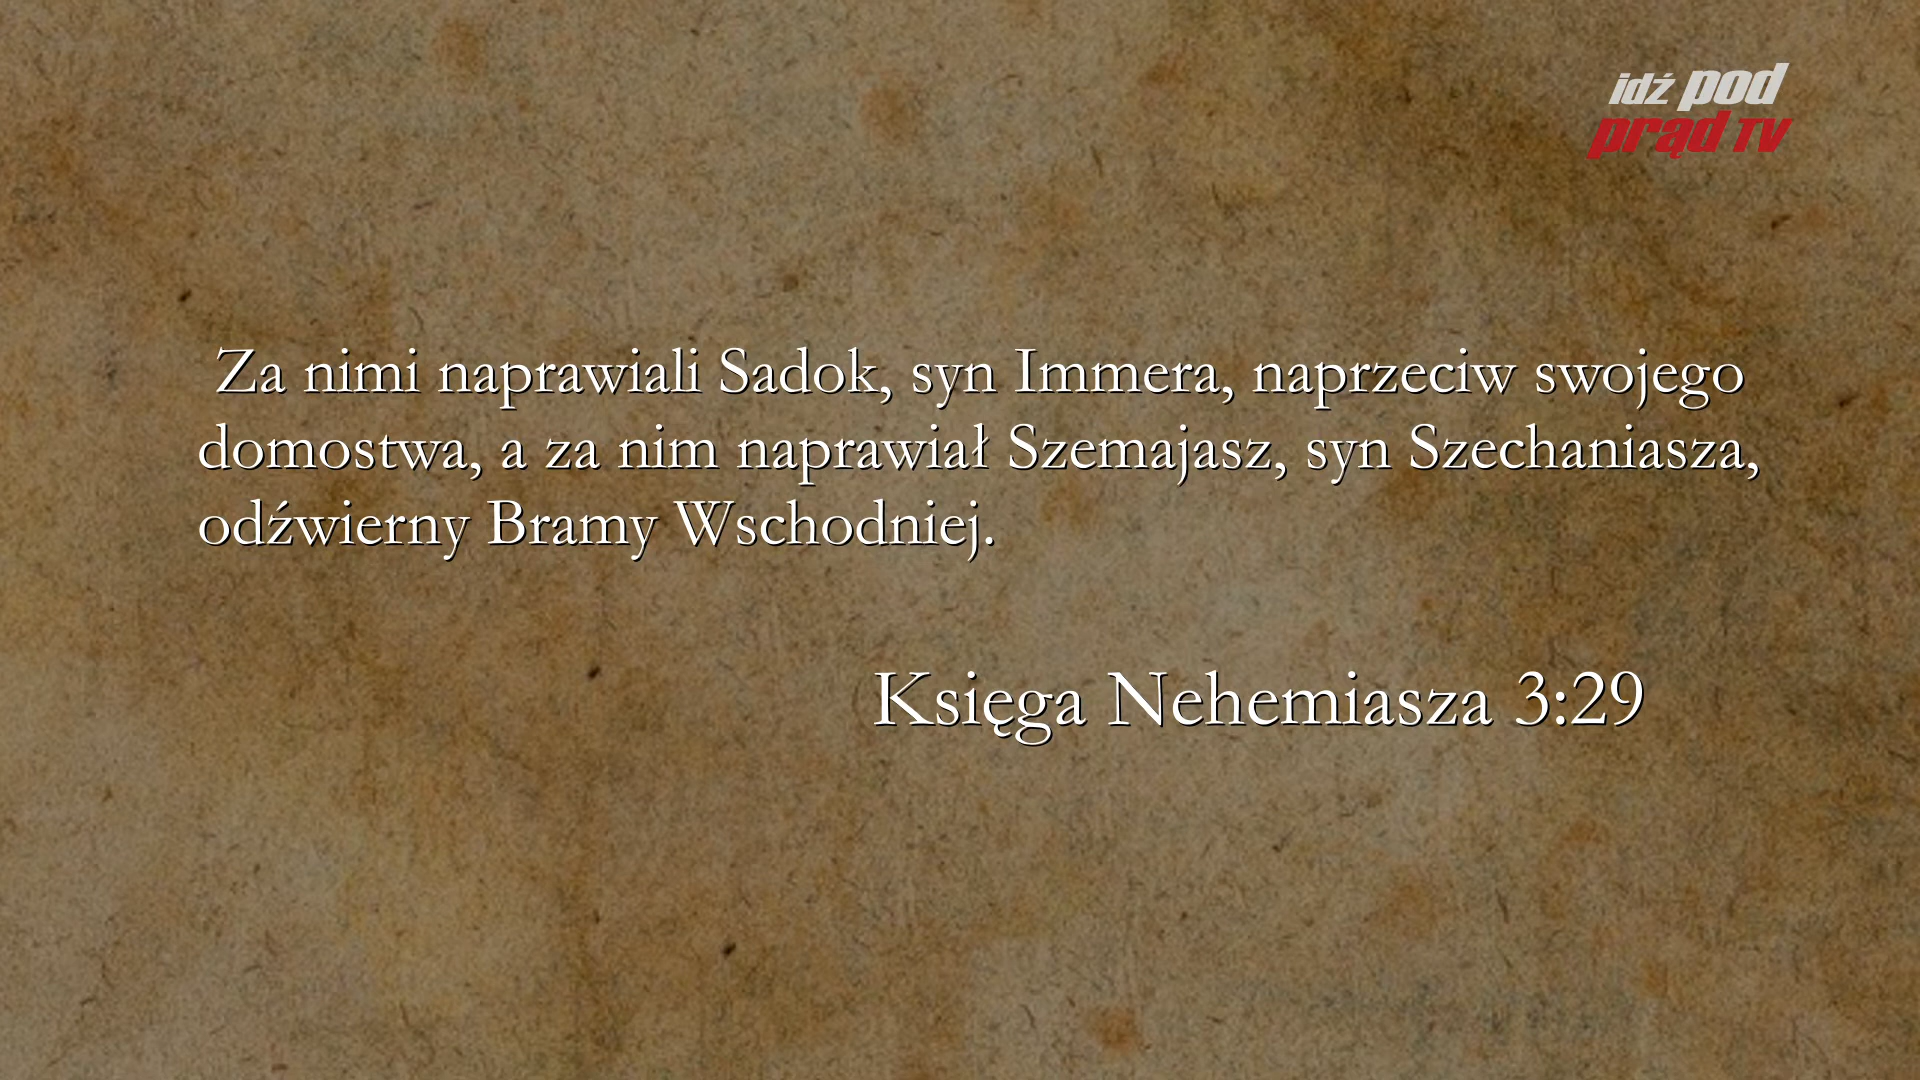 idź pod
prąd TV
Za nimi naprawiali Sadok, syn Immera, naprzeciw swojego
domostwa, a za nim naprawiał Szemajasz, syn Szechaniasza,
odźwierny Bramy Wschodniej.
Księga Nehemiasza 3:29